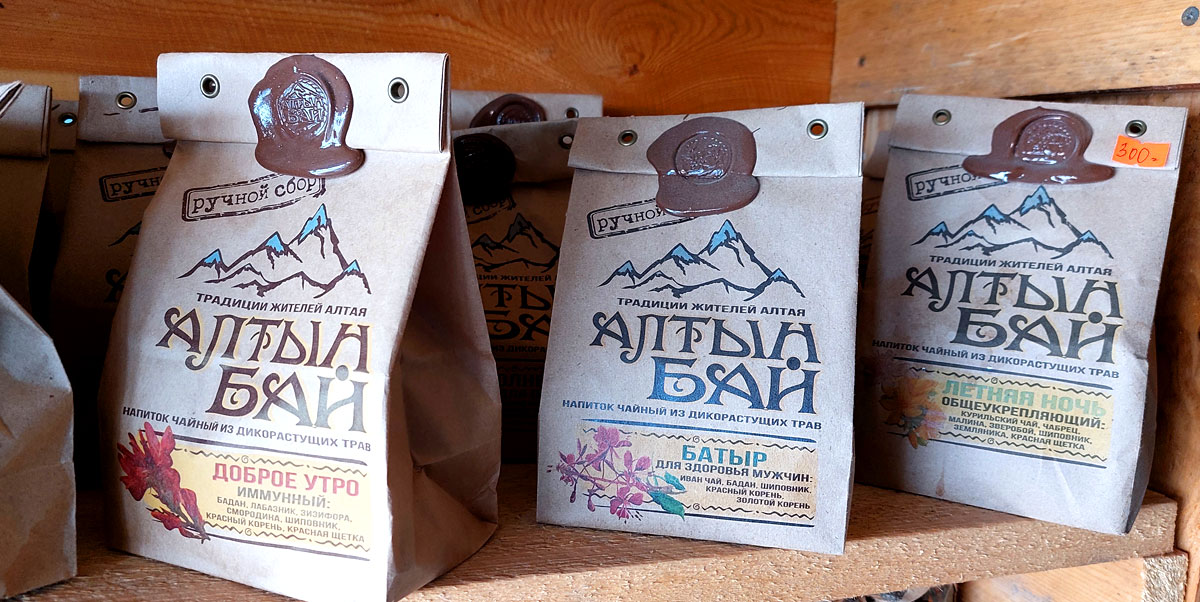 АЛТЫН
БАЙ
ручной сбор
ТРАДИЦИИ ЖИТЕЛЕЙ АЛТАЯ
АЛТЫН
БАЙ
НАПИТОК ЧАЙНЫЙ ИЗ ДИКОРАСТУЩИХ ТРАВ
ДОБРОЕ УТРО
ИММУННЫЙ:
БАДАН, ЛАБАЗНИК, ЗИЗИФОРА,
СМОРОДИНА, ШИПОВНИК,
КРАСНЫЙ КОРЕНЬ, КРАСНАЯ ЩЕТКА
ручной
ТРАДИЦИИ ЖИТЕЛЕЙ АЛТАЯ
АЛТЫН
БАЙ
НАПИТОК ЧАЙНЫЙ ИЗ ДИКОРАСТУЩИХ ТРАВ
БАТЫР
ДЛЯ ЗДОРОВЬЯ МУЖЧИН:
ИВАН ЧАЙ, БАДАН, ШИПОВНИК,
КРАСНЫЙ КОРЕНЬ,
ЗОЛОТОЙ КОРЕНЬ
300=
ручной
ТРАДИЦИИ ЖИТЕЛЕЙ АЛТАЯ
АЛТЫН
БАЙ
НАПИТОК ЧАЙНЫЙ ИЗ ДИКОРАСТУЩИХ ТРАВ
ЛЕТНЯЯ НОЧЬ
ОБЩЕУКРЕПЛЯЮЩИЙ:
КУРИЛЬСКИЙ ЧАЙ, ЧАБРЕЦ,
МАЛИНА, ЗВЕРОБОЙ, ШИПОВНИК,
ЗЕМЛЯНИКА, КРАСНАЯ ЩЕТКА
ручной